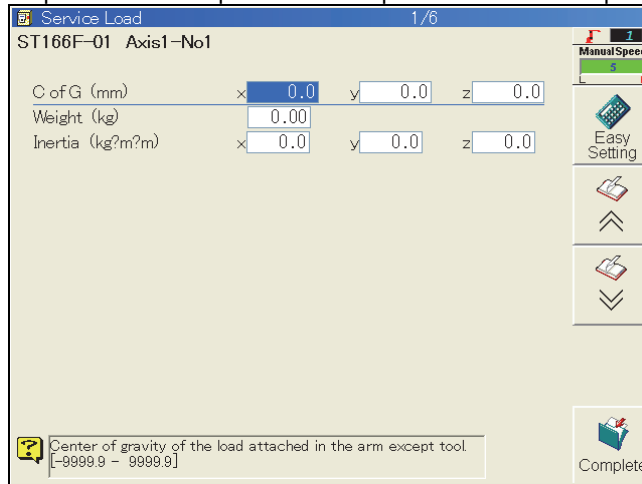 Service Load 1/6
ST166F-01 Axis1-No1
1
Manual Speed
5
C of G (mm) x 0.0 y 0.0 z 0.0
Weight (kg) 0.00
Inertia (kg?m?m) x 0.0 y 0.0 z 0.0
Easy
Setting
Center of gravity of the load attached in the arm except tool.
[-9999.9 - 9999.9]
Complete